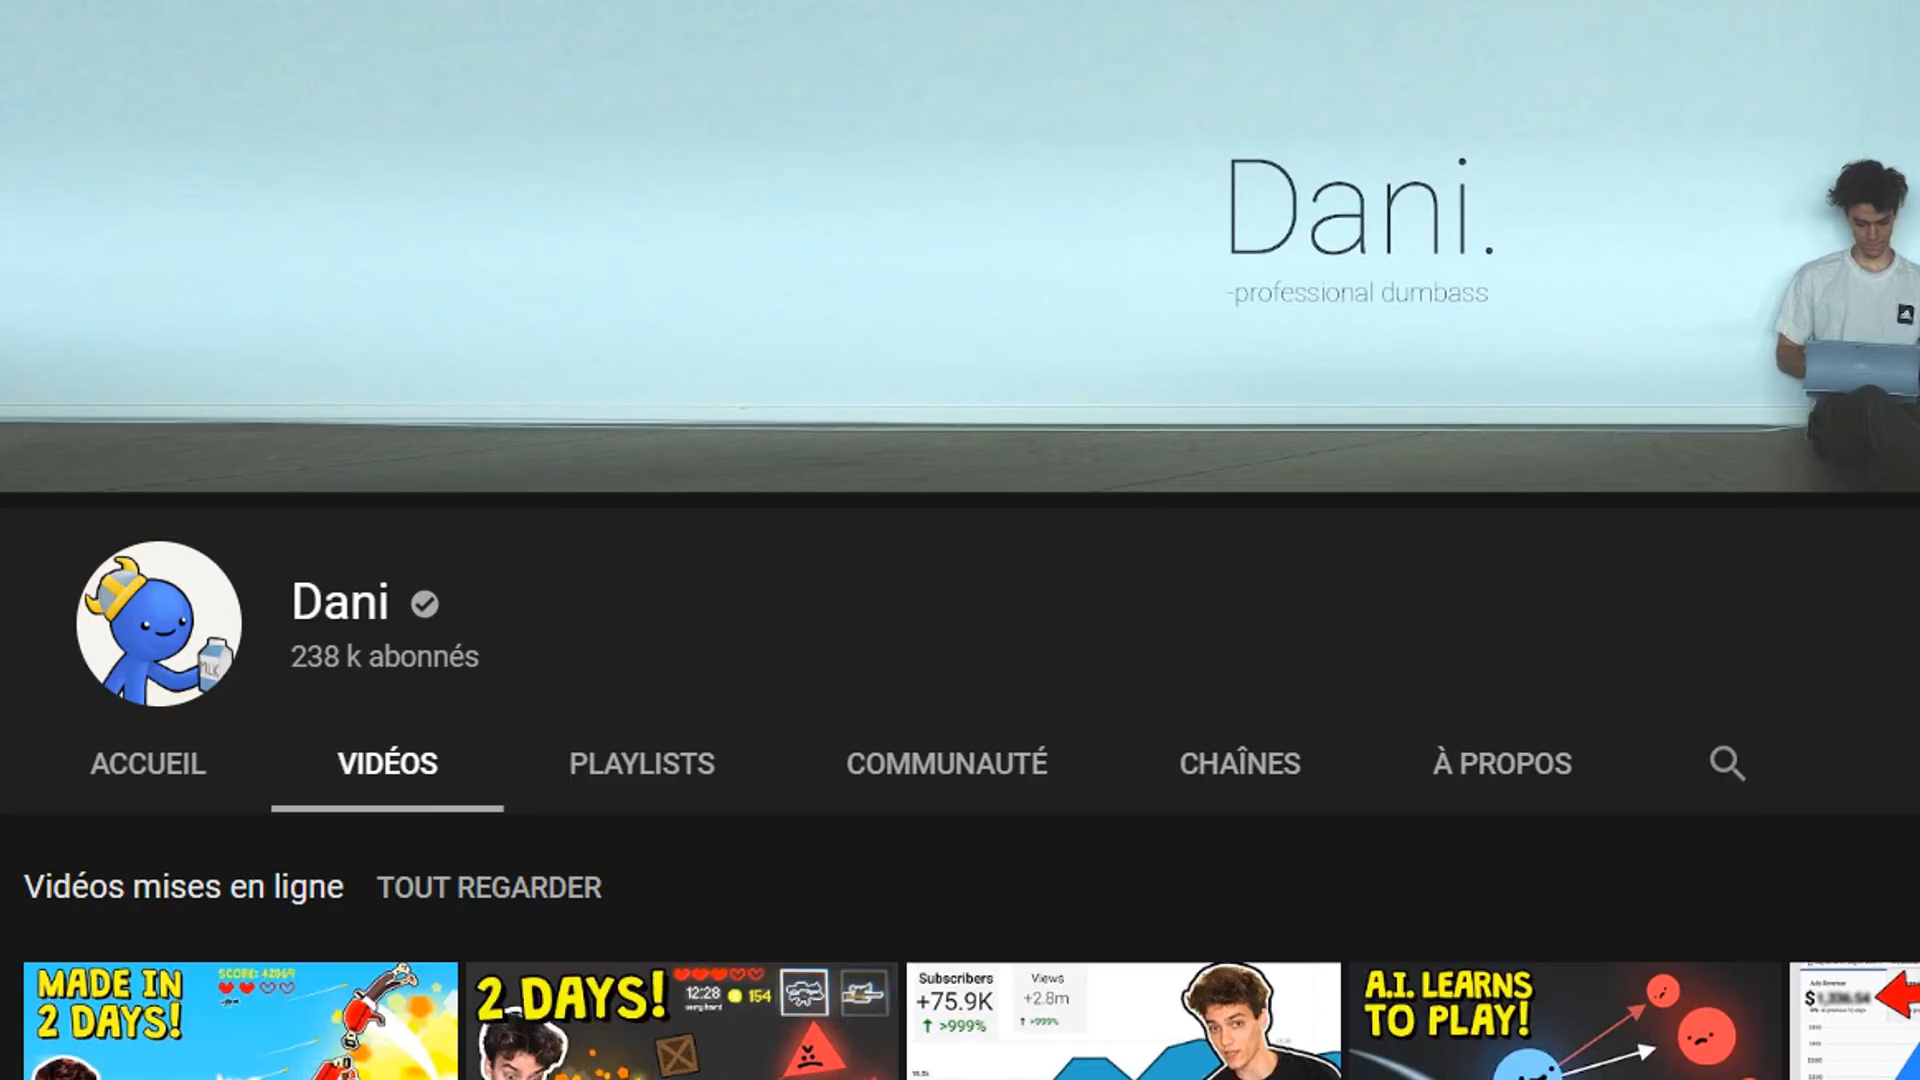 Dani.
-professional dumbass
Dani
238 k abonnés
ACCUEIL VIDÉOS PLAYLISTS COMMUNAUTÉ CHAÎNES À PROPOS
Vidéos mises en ligne TOUT REGARDER
MADE IN
2 DAYS!
SCORE: 42069
2 DAYS!
12:28
154
Subscribers
+75.9K
>999%
Views
+2.8m
>999%
A.I. LEARNS
TO PLAY!
$
MILK